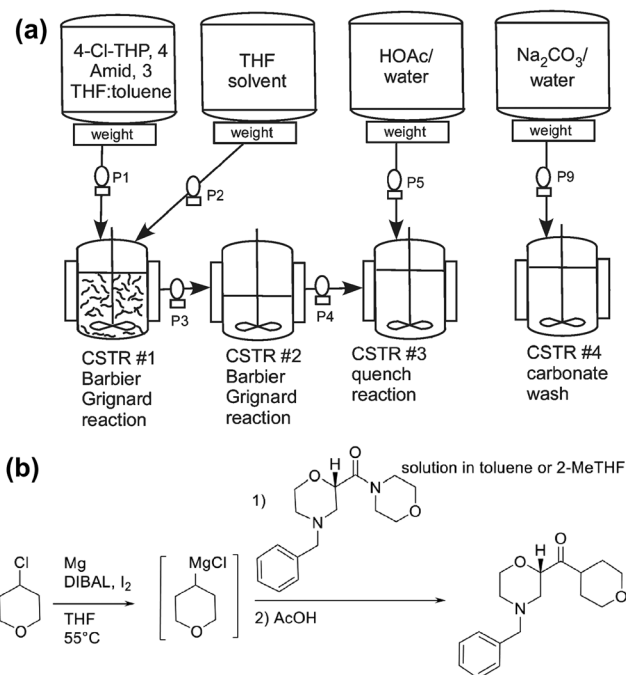 (a)
4-Cl-THP, 4
Amid, 3
THF:toluene
THF
solvent
HOAc/
water
Na₂CO₃/
water
weight
weight
weight
weight
P1
P2
P5
P9
P3
P4
CSTR #1
Barbier
Grignard
reaction
CSTR #2
Barbier
Grignard
reaction
CSTR #3
quench
reaction
CSTR #4
carbonate
wash
(b)
solution in toluene or 2-MeTHF
1)
H
O
O
N
N
O
Cl
O
Mg
DIBAL, I₂
THF
55°C
MgCl
O
2) AcOH
H
O
O
N
O